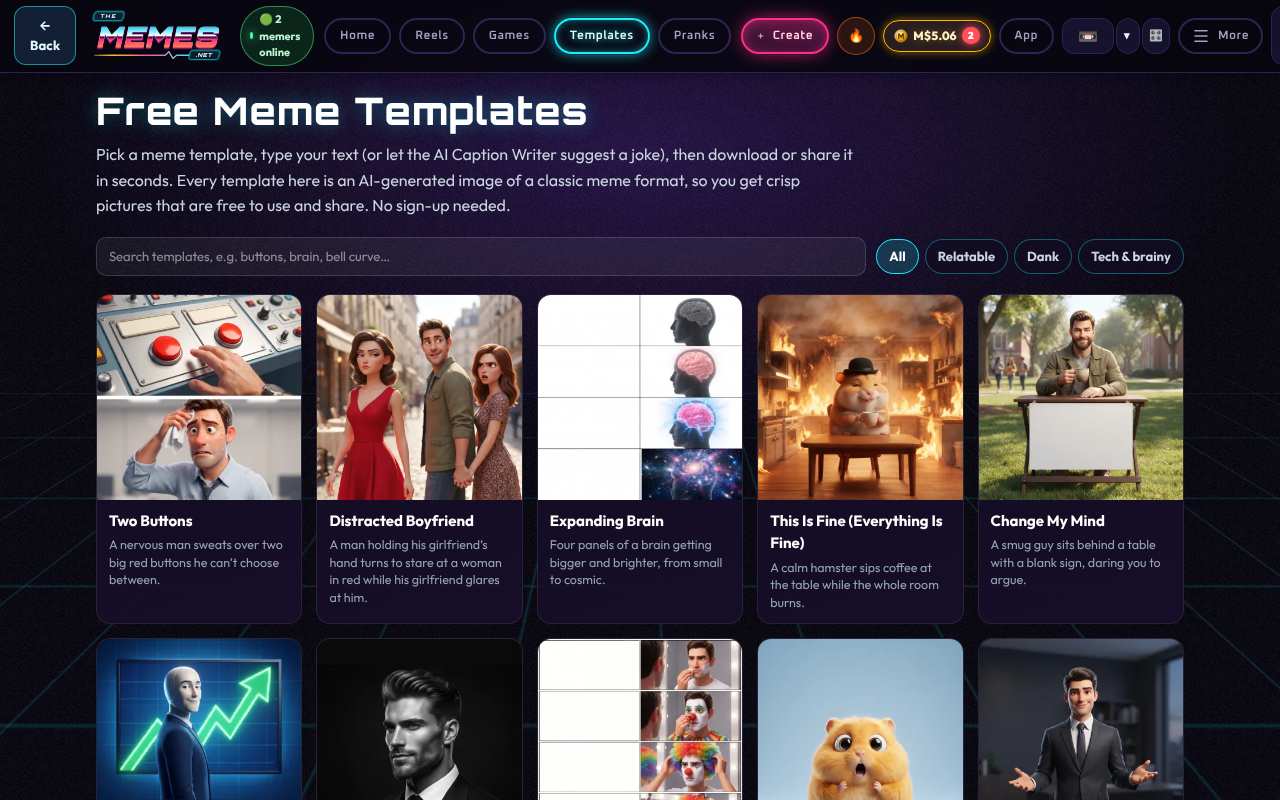 ← Back
THE MEMES .NET
2 memers online
Home
Reels
Games
Templates
Pranks
+ Create
M M$5.06 2
App
▼
More
Free Meme Templates
Pick a meme template, type your text (or let the AI Caption Writer suggest a joke), then download or share it
in seconds. Every template here is an AI-generated image of a classic meme format, so you get crisp
pictures that are free to use and share. No sign-up needed.
Search templates, e.g. buttons, brain, bell curve...
All
Relatable
Dank
Tech & brainy
Two Buttons
A nervous man sweats over two
big red buttons he can't choose
between.
Distracted Boyfriend
A man holding his girlfriend's
hand turns to stare at a woman
in red while his girlfriend glares
at him.
Expanding Brain
Four panels of a brain getting
bigger and brighter, from small
to cosmic.
This Is Fine (Everything Is
Fine)
A calm hamster sips coffee at
the table while the whole room
burns.
Change My Mind
A smug guy sits behind a table
with a blank sign, daring you to
argue.